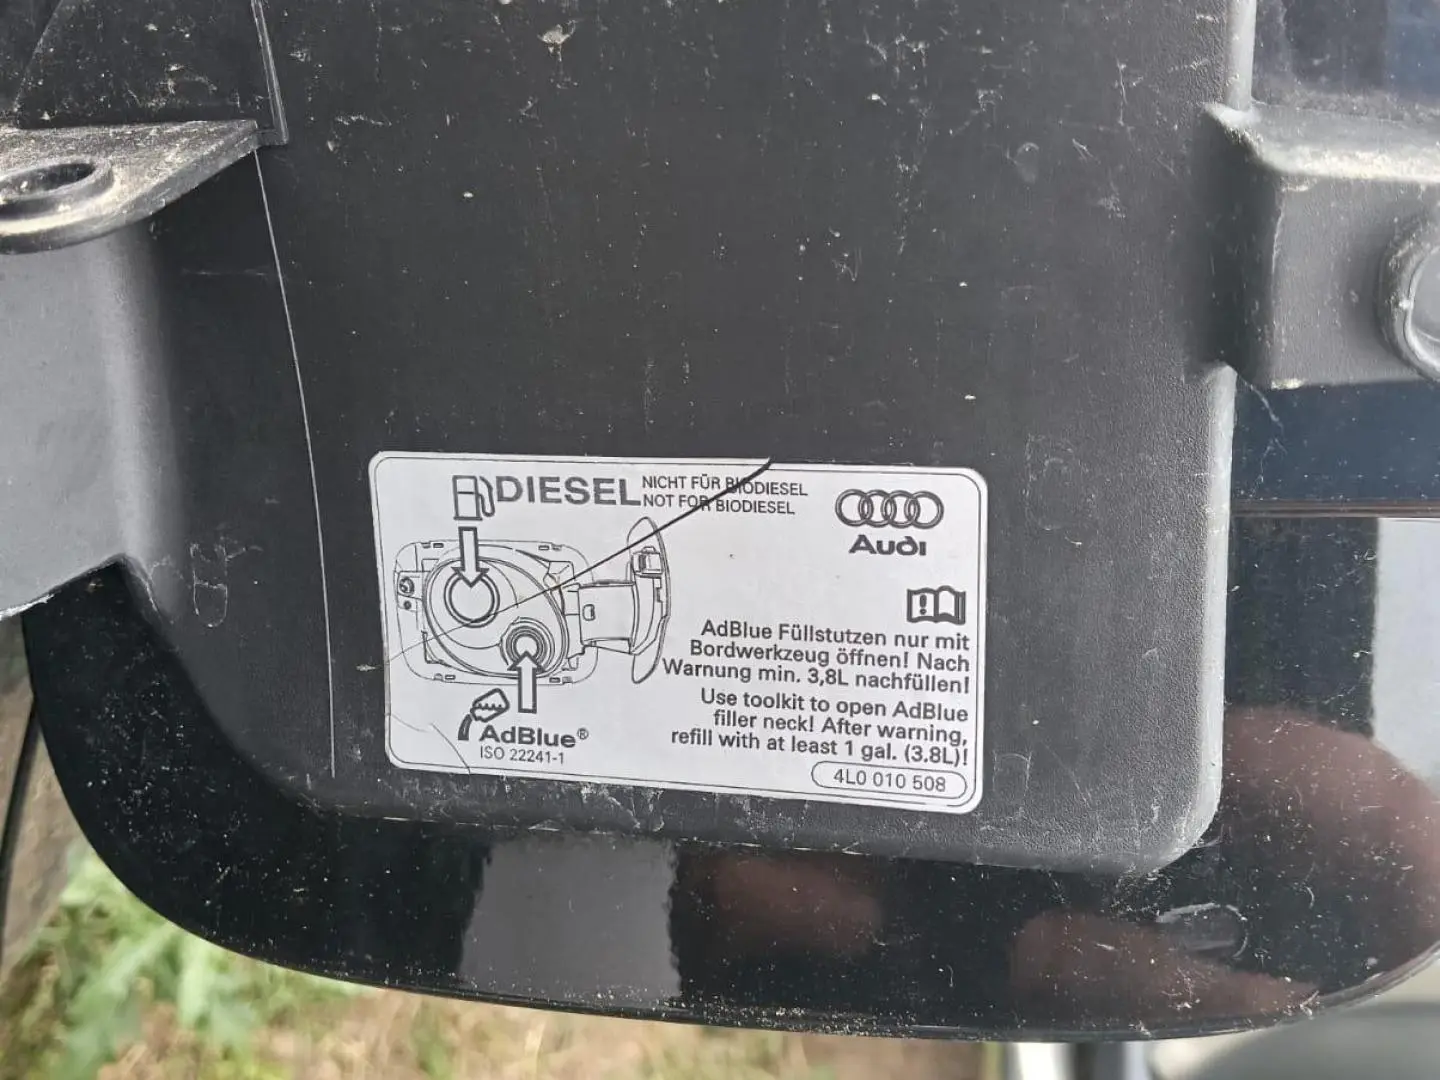 DIESEL
NICHT FÜR BIODIESEL
NOT FOR BIODIESEL
Audi
AdBlue Füllstutzen nur mit
Bordwerkzeug öffnen! Nach
Warnung min. 3,8L nachfüllen!
Use toolkit to open AdBlue
filler neck! After warning,
refill with at least 1 gal. (3.8L)!
AdBlue®
ISO 22241-1
4L0 010 508